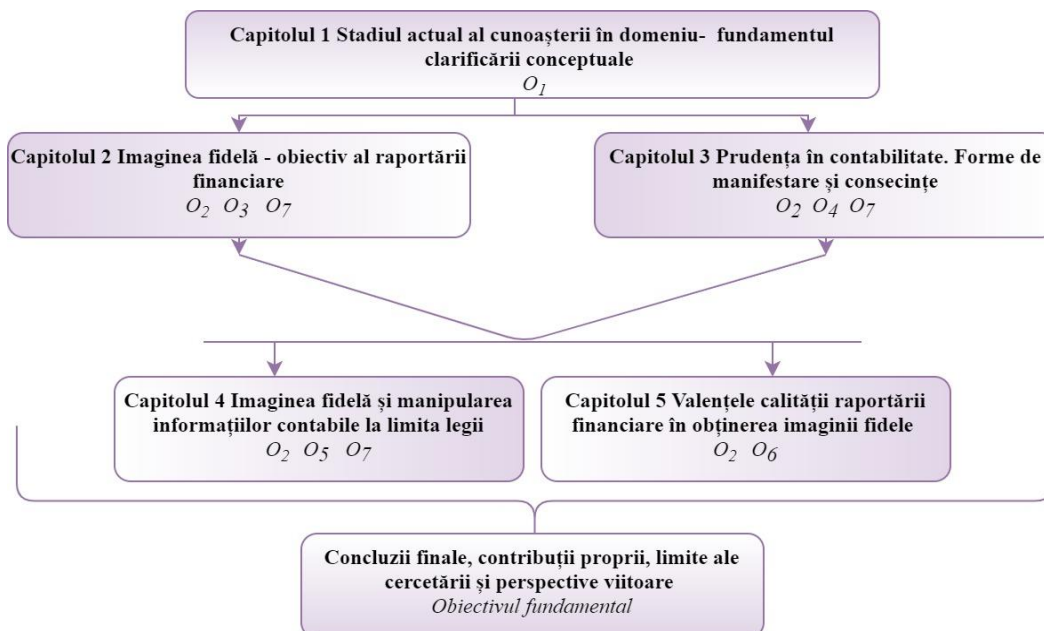 Capitolul 1 Stadiul actual al cunoașterii în domeniu- fundamentul
clarificării conceptuale
O1
Capitolul 2 Imaginea fidelă - obiectiv al raportării
financiare
O2 O3 O7
Capitolul 3 Prudența în contabilitate. Forme de
manifestare și consecințe
O2 O4 O7
Capitolul 4 Imaginea fidelă și manipularea
informațiilor contabile la limita legii
O2 O5 O7
Capitolul 5 Valențele calității raportării
financiare în obținerea imaginii fidele
O2 O6
Concluzii finale, contribuții proprii, limite ale
cercetării și perspective viitoare
Obiectivul fundamental